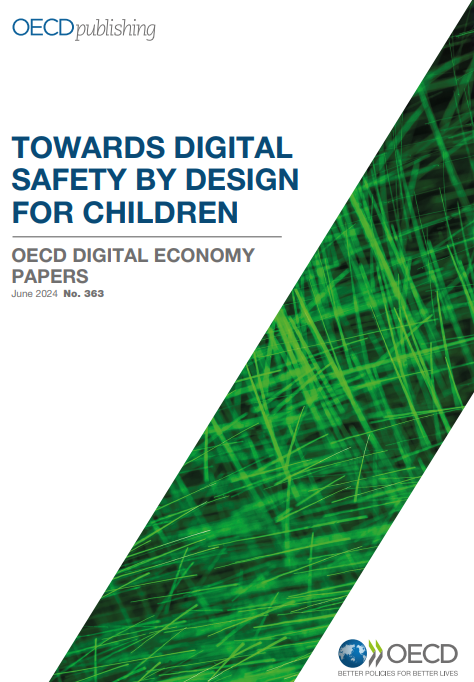 OECDpublishing
TOWARDS DIGITAL
SAFETY BY DESIGN
FOR CHILDREN
OECD DIGITAL ECONOMY
PAPERS
June 2024 No. 363
OECD
BETTER POLICIES FOR BETTER LIVES